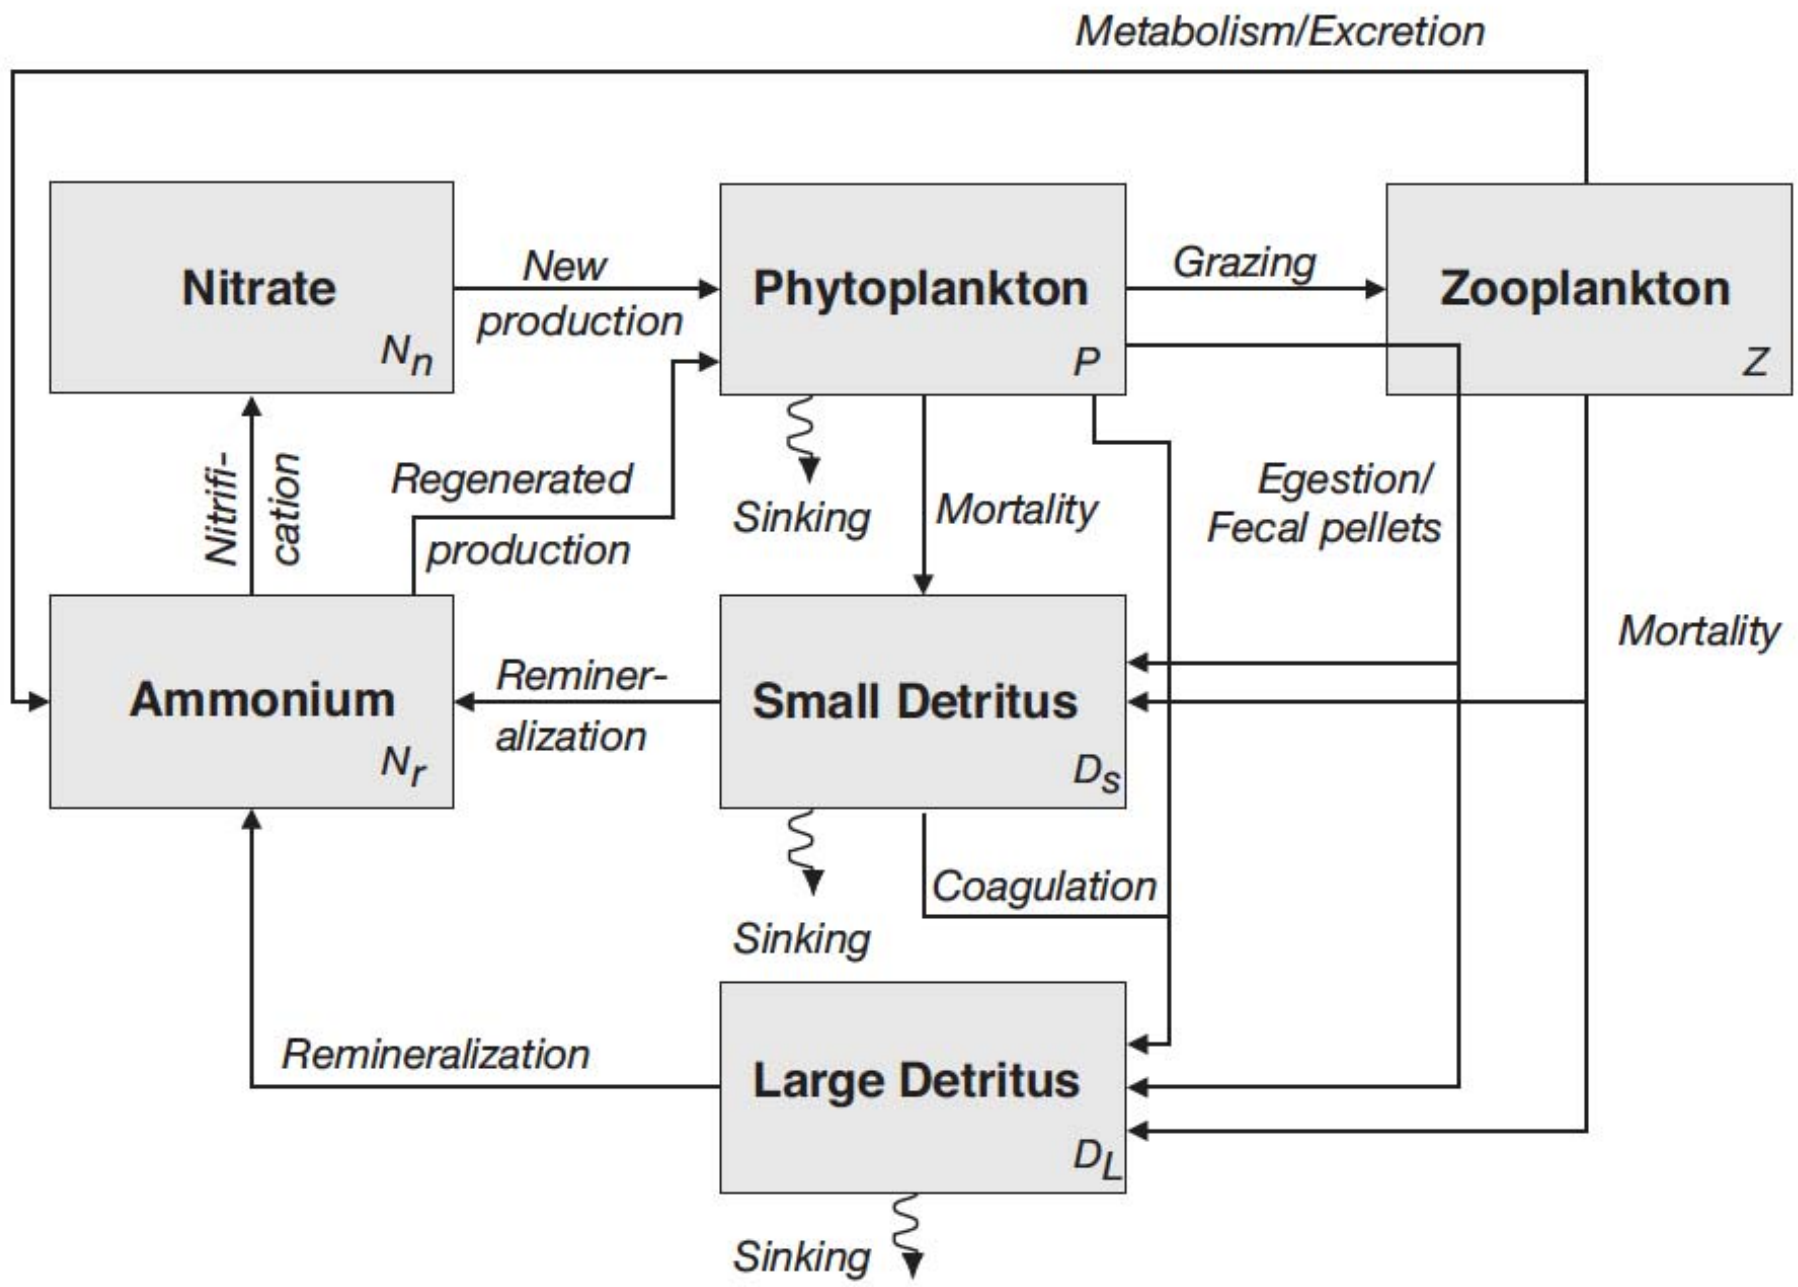 Metabolism/Excretion
Nitrate
Nn
New
production
Phytoplankton
P
Grazing
Zooplankton
Z
Nitrifi-
cation
Regenerated
production
Sinking
Mortality
Egestion/
Fecal pellets
Mortality
Ammonium
Nr
Reminer-
alization
Small Detritus
Ds
Coagulation
Sinking
Remineralization
Large Detritus
DL
Sinking